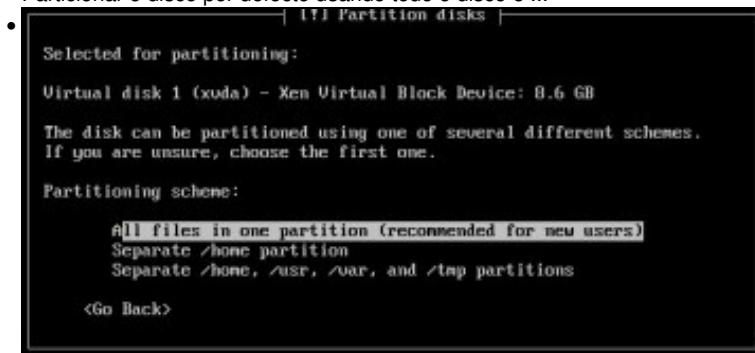 Particionar o disco por defecto usando todo o disco e ...
[!] Partition disks
Selected for partitioning:
Virtual disk 1 (xvda) - Xen Virtual Block Device: 8.6 GB
The disk can be partitioned using one of several different schemes.
If you are unsure, choose the first one.
Partitioning scheme:
All files in one partition (recommended for new users)
Separate /home partition
Separate /home, /usr, /var, and /tmp partitions
<Go Back>